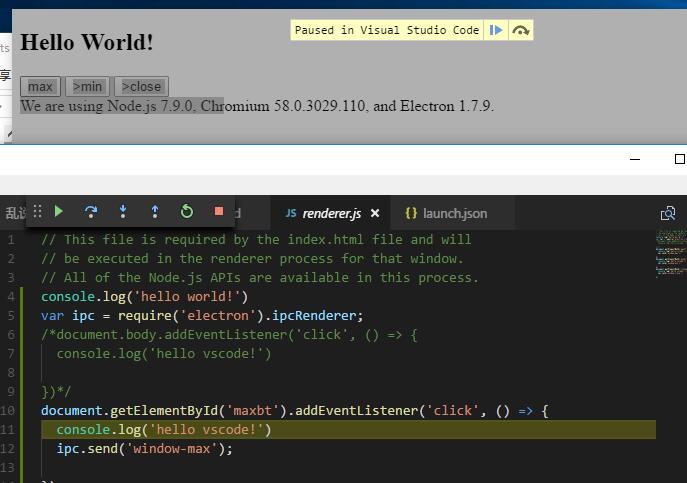 Hello World!
Paused in Visual Studio Code
max >min >close
We are using Node.js 7.9.0, Chromium 58.0.3029.110, and Electron 1.7.9.
ts
享
JS renderer.js ×
{} launch.json
1 // This file is required by the index.html file and will
2 // be executed in the renderer process for that window.
3 // All of the Node.js APIs are available in this process.
4 console.log('hello world!')
5 var ipc = require('electron').ipcRenderer;
6 /*document.body.addEventListener('click', () => {
7 console.log('hello vscode!')
8
9 })*/
10 document.getElementById('maxbt').addEventListener('click', () => {
11 console.log('hello vscode!')
12 ipc.send('window-max');
13